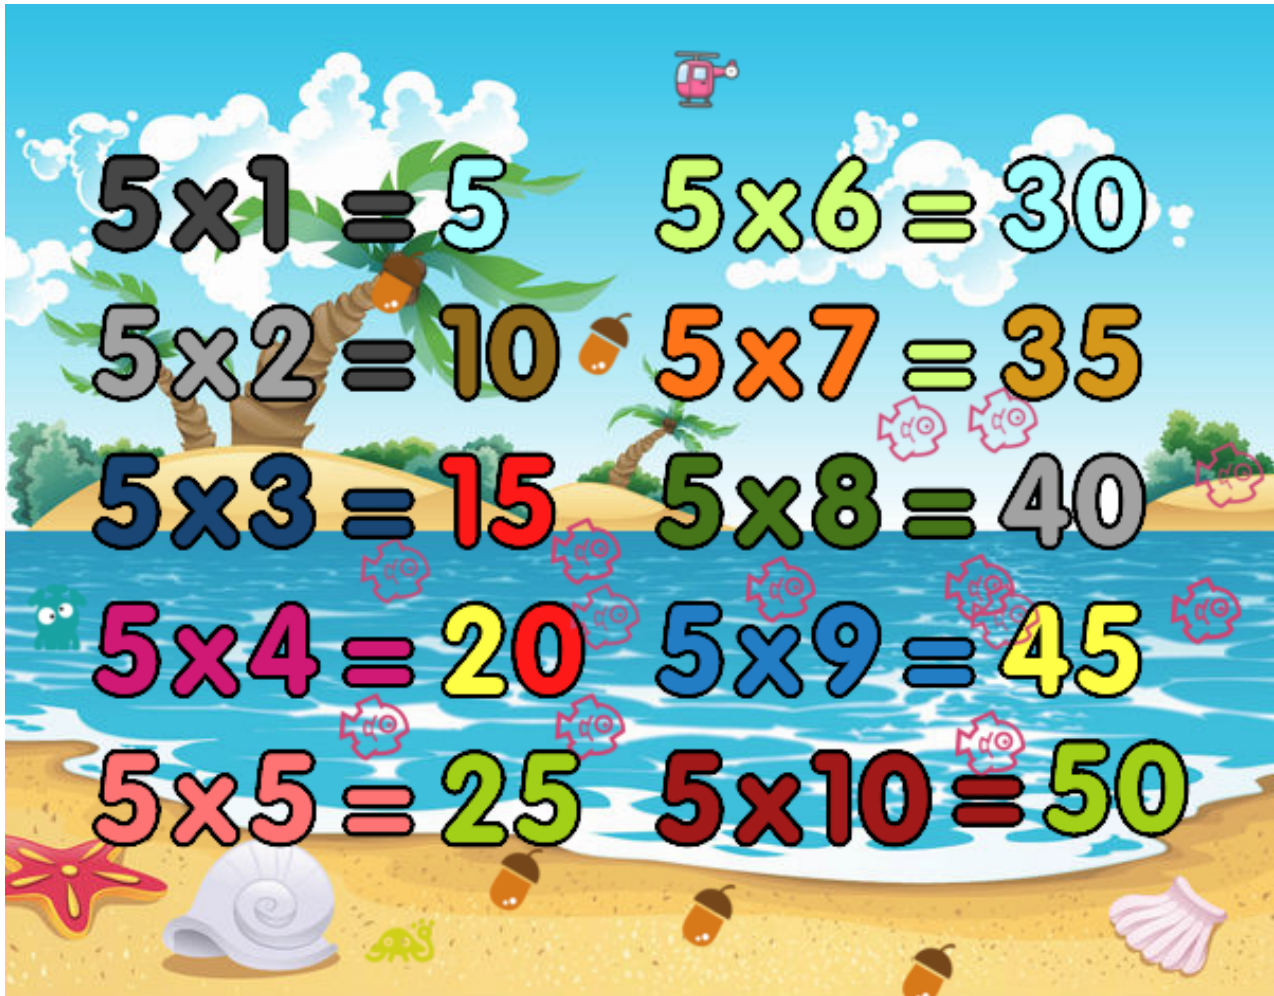 5x1 = 5
5x2 = 10
5x3 = 15
5x4 = 20
5x5 = 25
5x6 = 30
5x7 = 35
5x8 = 40
5x9 = 45
5x10 = 50